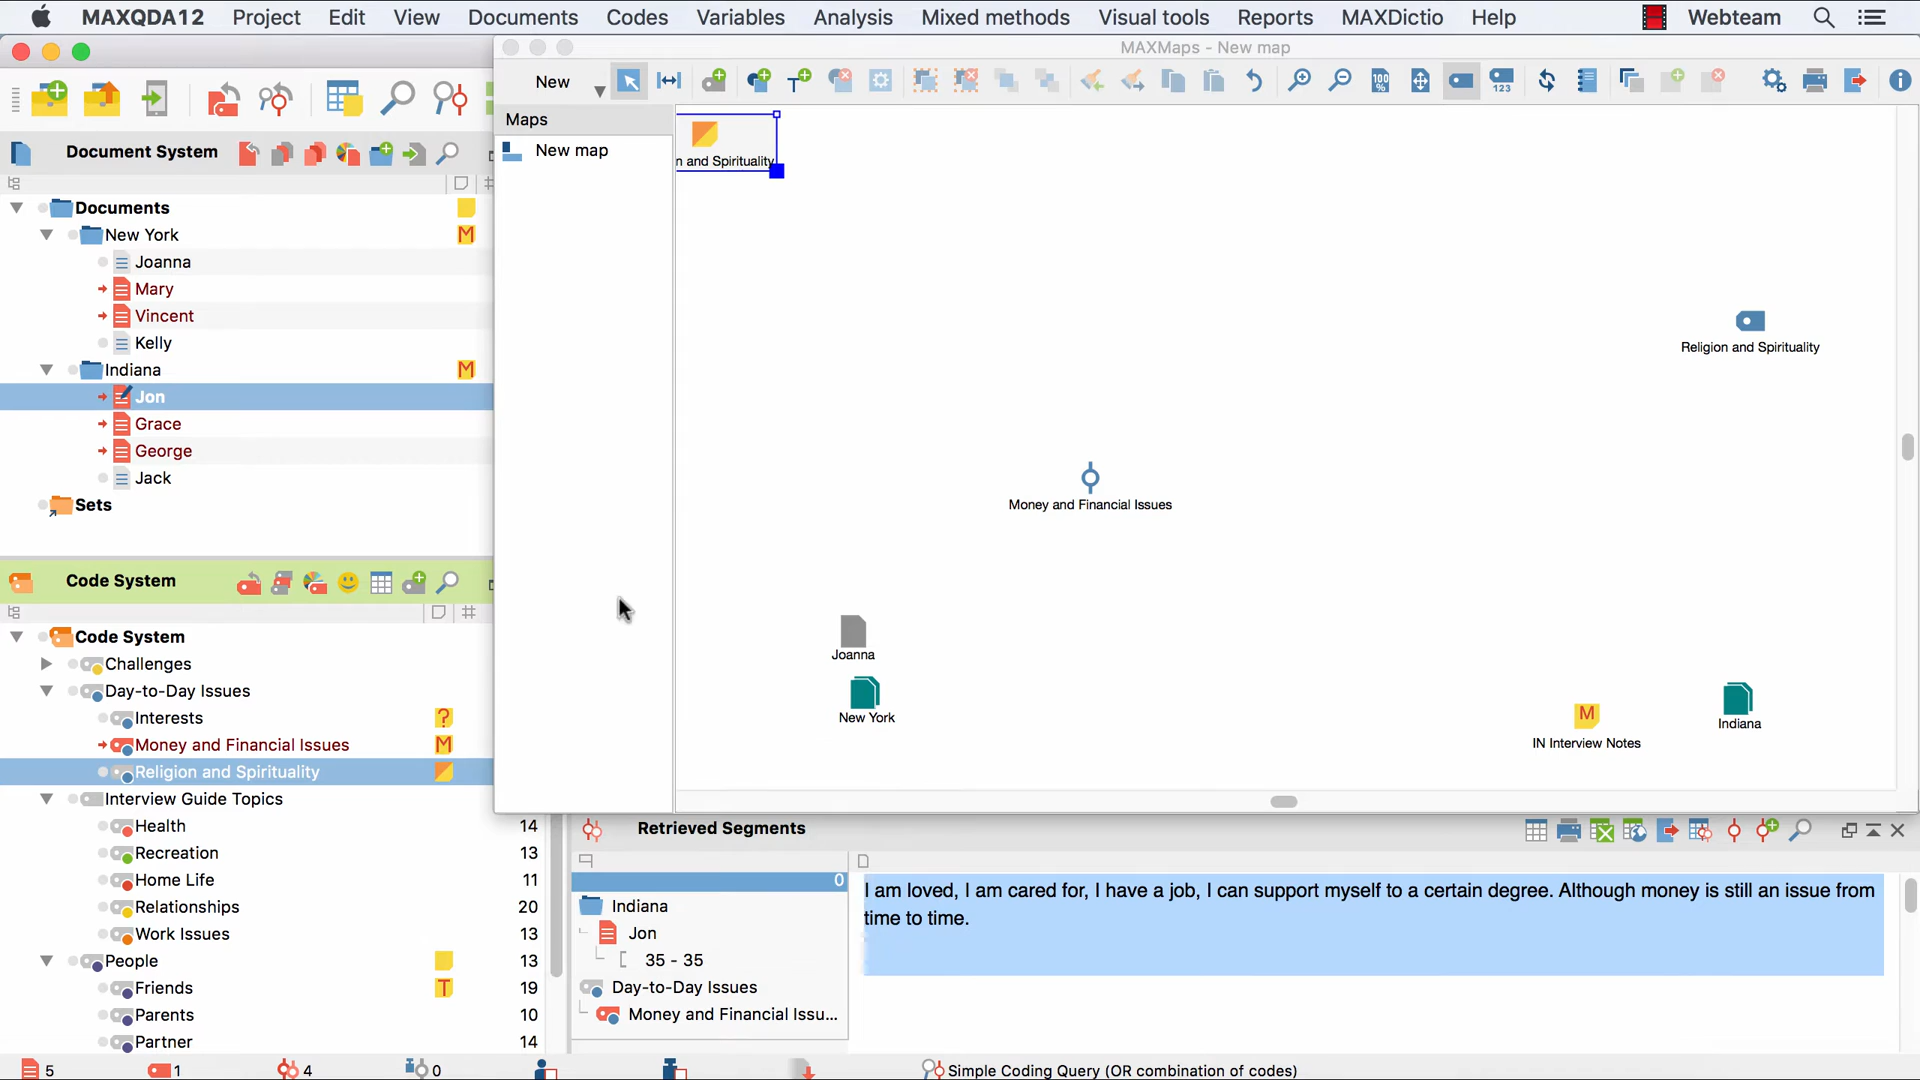 MAXQDA12 Project Edit View Documents Codes Variables Analysis Mixed methods Visual tools Reports MAXDictio Help Webteam
MAXMaps - New map
New
100 %
123
Maps
New map
n and Spirituality
Religion and Spirituality
Money and Financial Issues
Joanna
New York
M
IN Interview Notes
Indiana
Document System
#
Documents
New York M
Joanna
Mary
Vincent
Kelly
Indiana M
Jon
Grace
George
Jack
Sets
Code System
#
Code System
Challenges
Day-to-Day Issues
Interests ?
Money and Financial Issues M
Religion and Spirituality
Interview Guide Topics
Health 14
Recreation 13
Home Life 11
Relationships 20
Work Issues 13
People 13
Friends T 19
Parents 10
Partner 14
Retrieved Segments
0
Indiana
Jon
35 - 35
Day-to-Day Issues
Money and Financial Issu...
I am loved, I am cared for, I have a job, I can support myself to a certain degree. Although money is still an issue from
time to time.
5 1 4 0 Simple Coding Query (OR combination of codes)